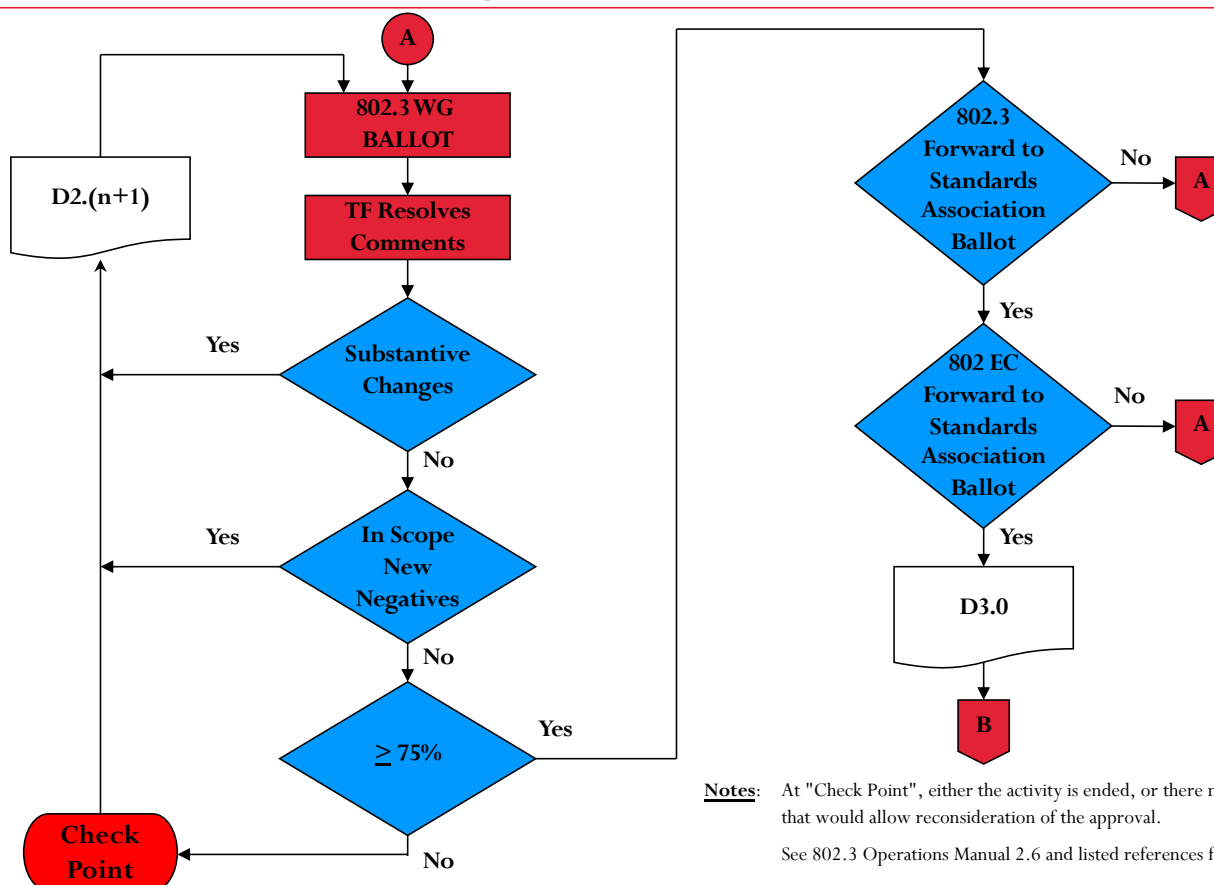 A
802.3 WG
BALLOT
D2.(n+1)
TF Resolves
Comments
Yes
Substantive
Changes
No
Yes
In Scope
New
Negatives
No
≥ 75%
Yes
No
Check
Point
802.3
Forward to
Standards
Association
Ballot
No
A
Yes
802 EC
Forward to
Standards
Association
Ballot
No
A
Yes
D3.0
B
Notes: At "Check Point", either the activity is ended, or there
that would allow reconsideration of the approval.
See 802.3 Operations Manual 2.6 and listed references